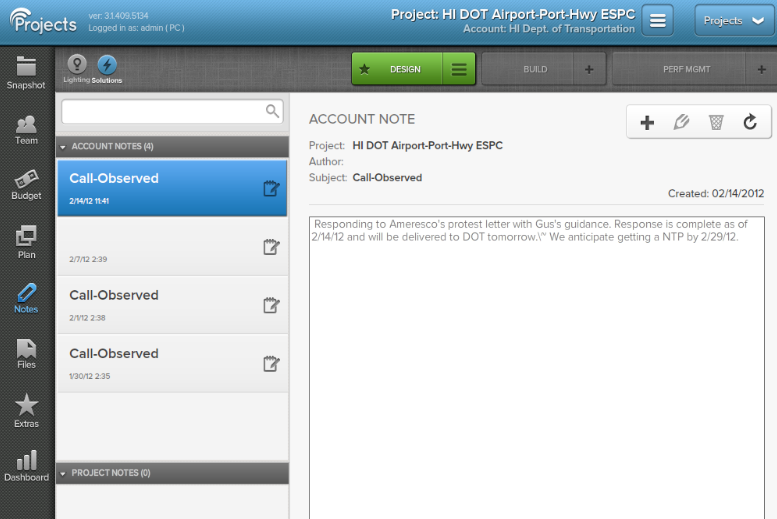 Projects
ver: 3.1.409.5134
Logged in as: admin ( PC )
Project: HI DOT Airport-Port-Hwy ESPC
Account: HI Dept. of Transportation
Projects
Snapshot
Team
Budget
Plan
Notes
Files
Extras
Dashboard
Lighting Solutions
DESIGN
BUILD
PERF MGMT
ACCOUNT NOTES (4)
Call-Observed
2/14/12 11:41
2/7/12 2:39
Call-Observed
2/1/12 2:38
Call-Observed
1/30/12 2:35
PROJECT NOTES (0)
ACCOUNT NOTE
Project: HI DOT Airport-Port-Hwy ESPC
Author:
Subject: Call-Observed
Created: 02/14/2012
Responding to Ameresco's protest letter with Gus's guidance. Response is complete as of
2/14/12 and will be delivered to DOT tomorrow.\~ We anticipate getting a NTP by 2/29/12.